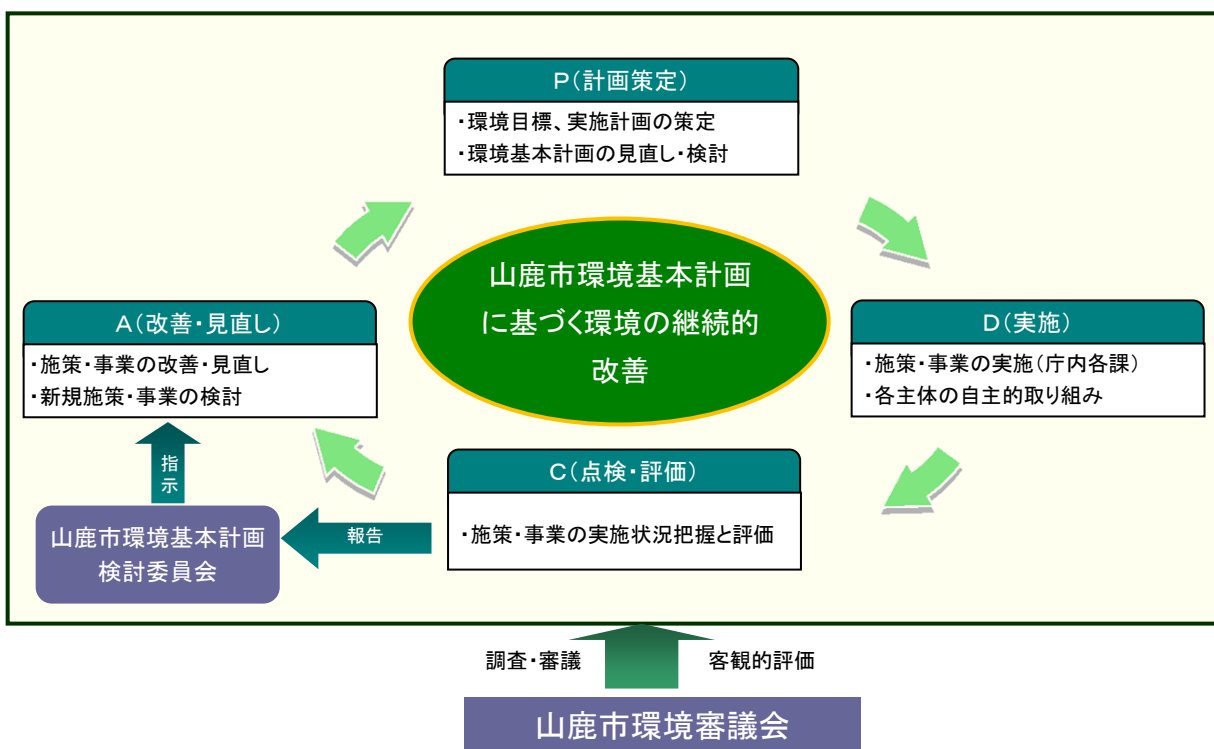 P(計画策定)
・環境目標、実施計画の策定
・環境基本計画の見直し・検討
山鹿市環境基本計画
に基づく環境の継続的
改善
A(改善・見直し)
・施策・事業の改善・見直し
・新規施策・事業の検討
D(実施)
・施策・事業の実施(庁内各課)
・各主体の自主的取り組み
C(点検・評価)
・施策・事業の実施状況把握と評価
指示
報告
山鹿市環境基本計画
検討委員会
調査・審議
客観的評価
山鹿市環境審議会